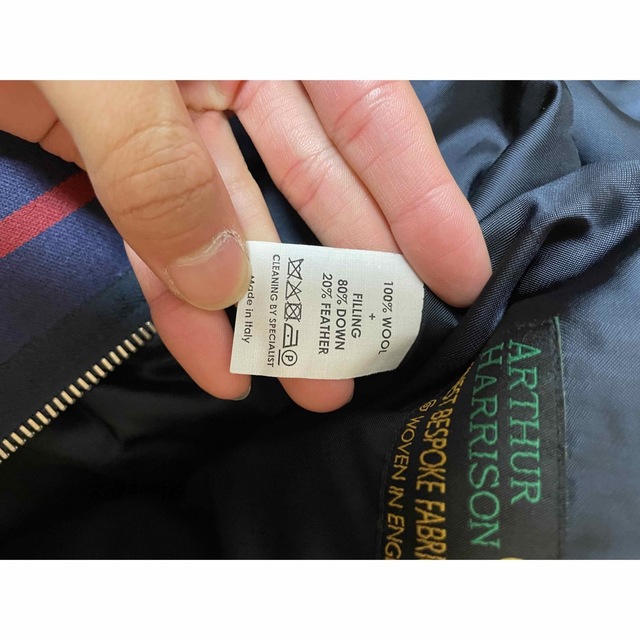 100% WOOL
+
FILLING
80% DOWN
20% FEATHER
P
CLEANING BY SPECIALIST
Made in Italy
ARTHUR
HARRISON
BESPOKE FABRI
WOVEN IN ENG